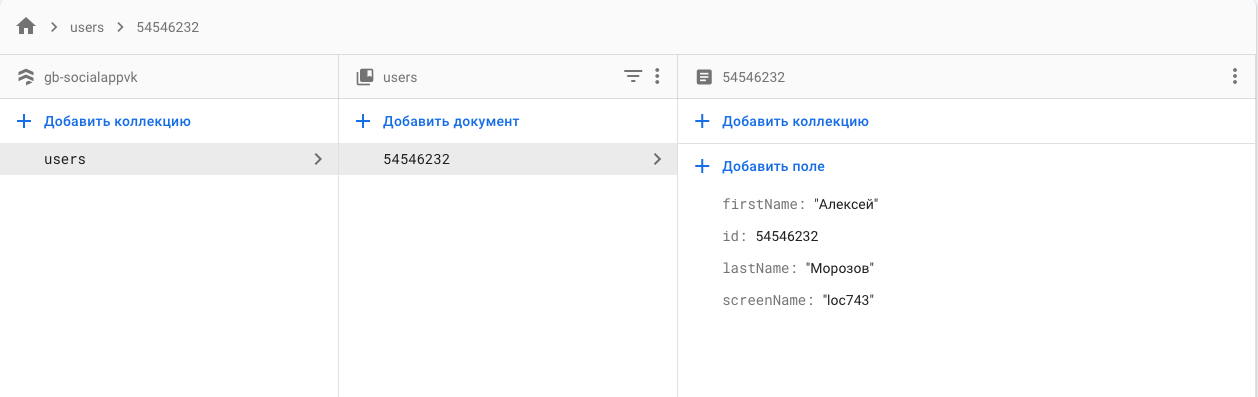 users 54546232
gb-socialappvk
users
54546232
Добавить коллекцию
Добавить документ
Добавить коллекцию
users
54546232
Добавить поле
firstName: "Алексей"
id: 54546232
lastName: "Морозов"
screenName: "loc743"